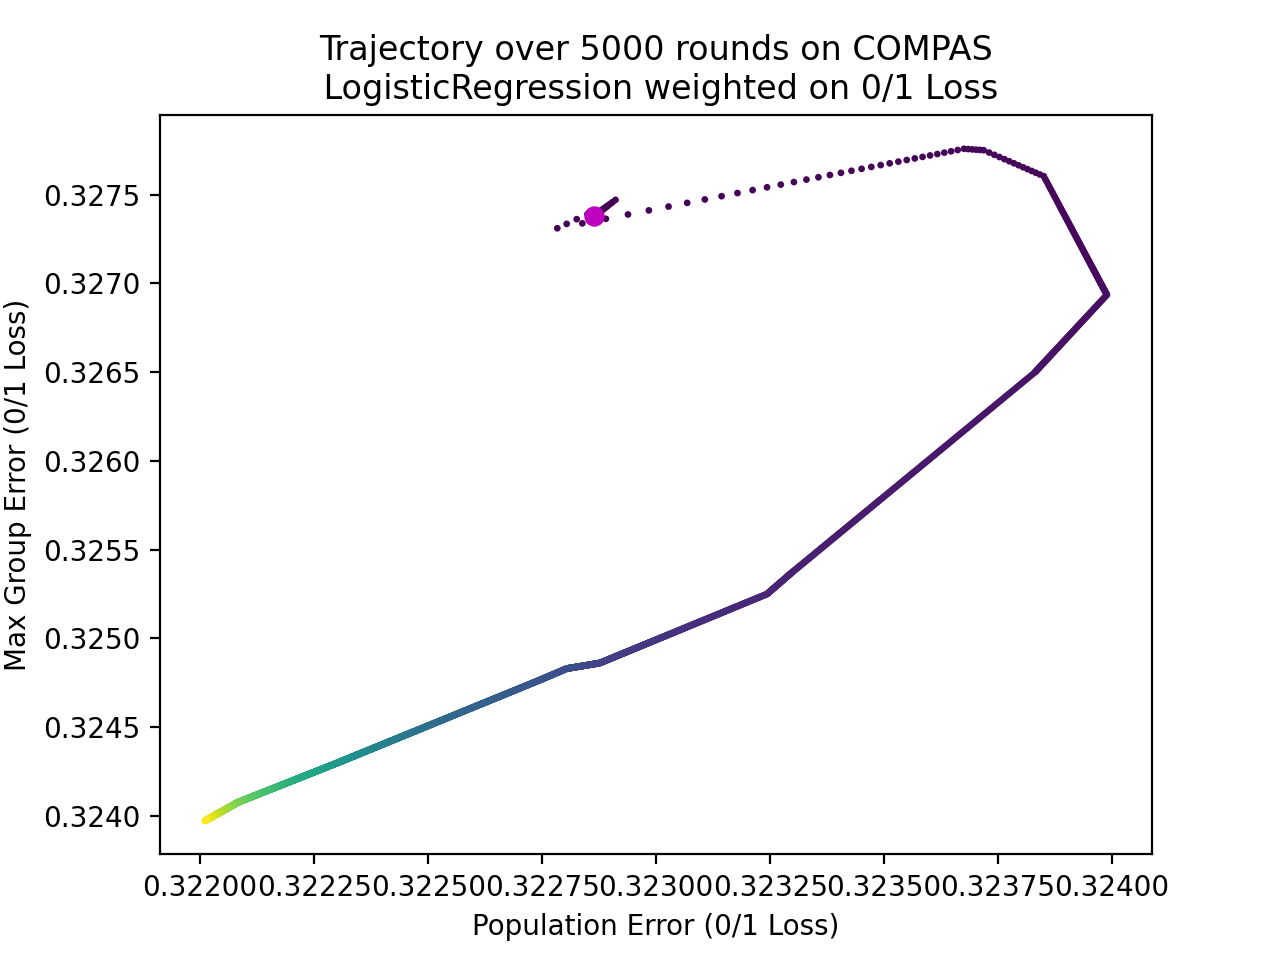 Trajectory over 5000 rounds on COMPAS
LogisticRegression weighted on 0/1 Loss
Max Group Error (0/1 Loss)
0.3275
0.3270
0.3265
0.3260
0.3255
0.3250
0.3245
0.3240
0.322000.322250.322500.322750.323000.323250.323500.323750.32400
Population Error (0/1 Loss)